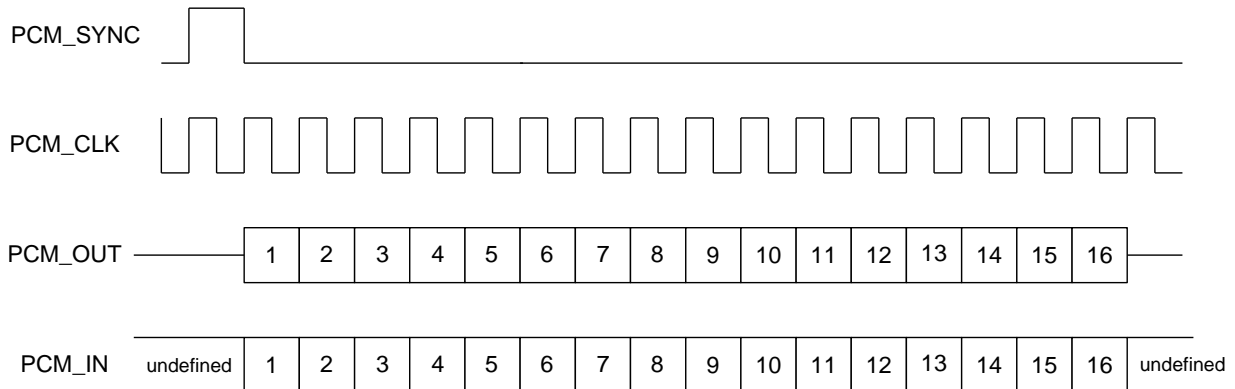 PCM_SYNC
PCM_CLK
PCM_OUT 1 2 3 4 5 6 7 8 9 10 11 12 13 14 15 16
PCM_IN undefined 1 2 3 4 5 6 7 8 9 10 11 12 13 14 15 16 undefined